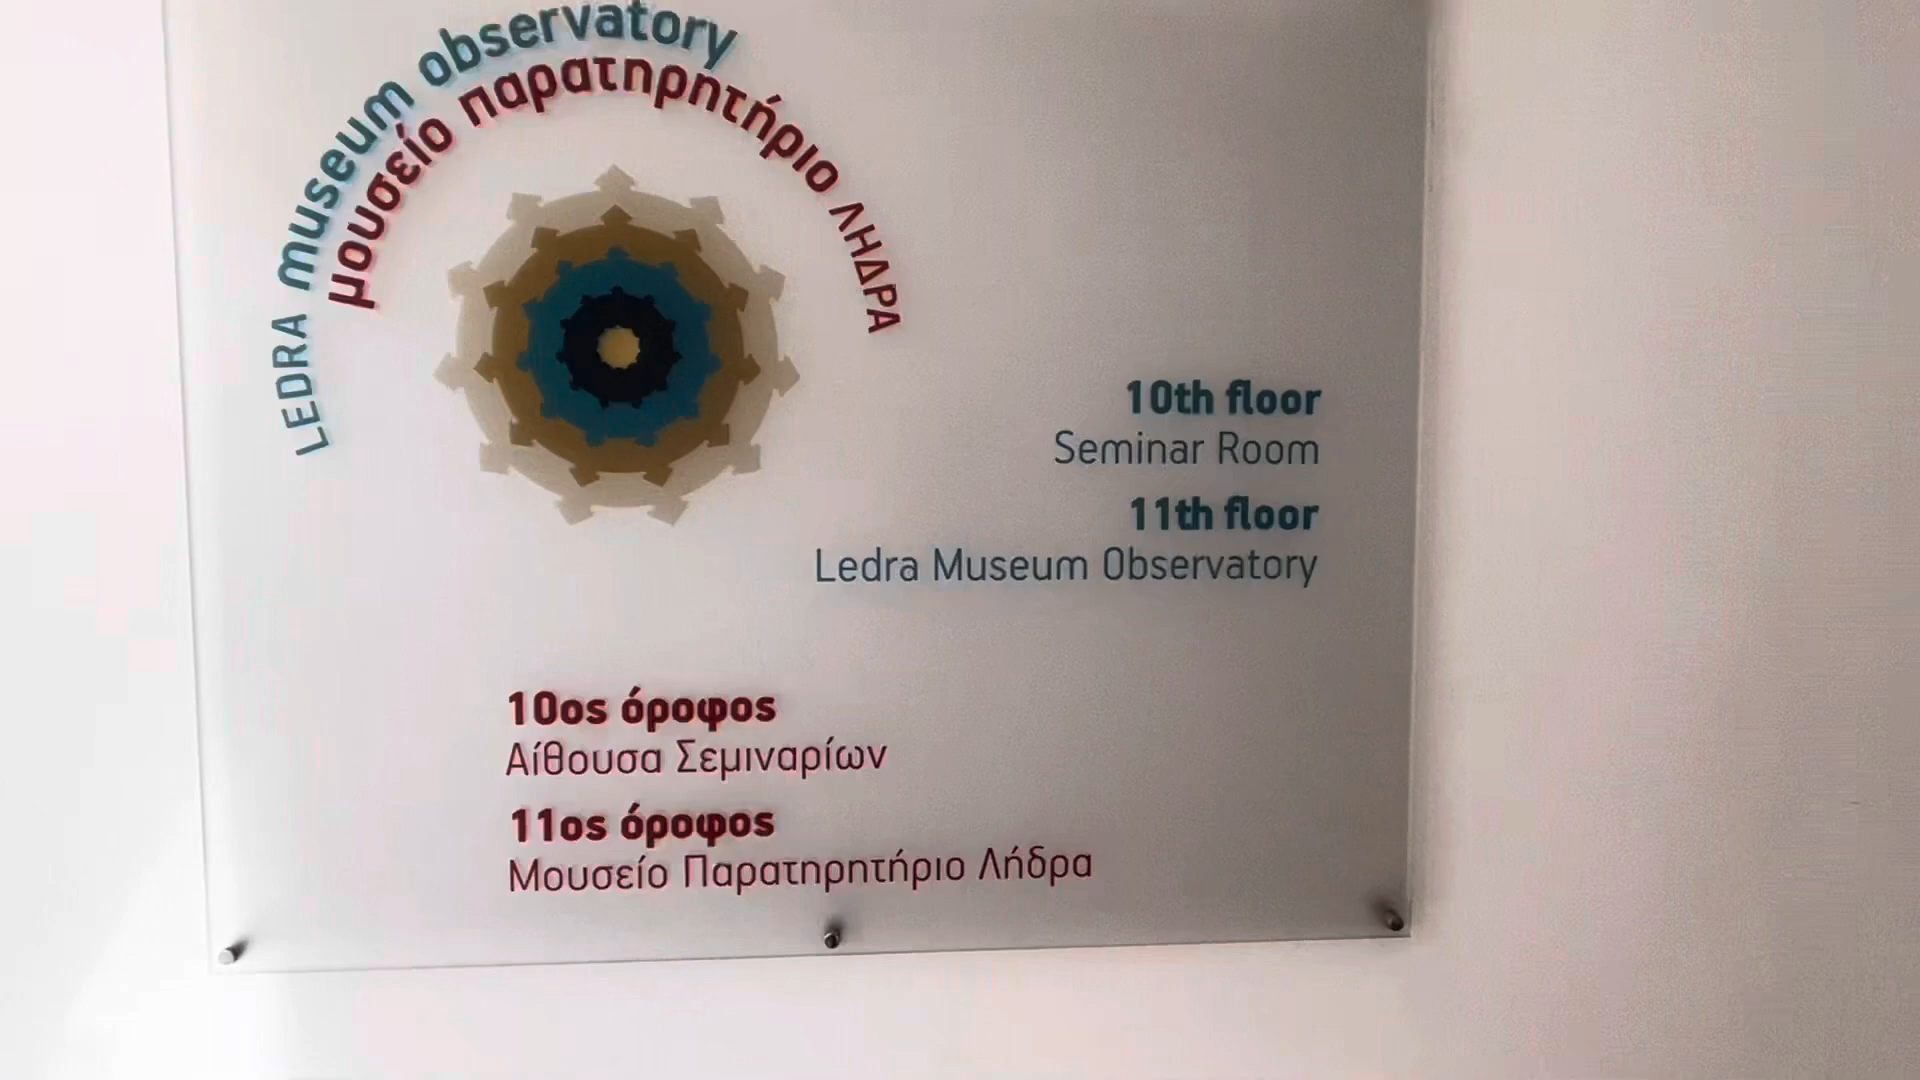 LEDRA museum observatory
μουσείο παρατηρητήριο ΛΗΔΡΑ
10th floor
Seminar Room
11th floor
Ledra Museum Observatory
10ος όροφος
Αίθουσα Σεμιναρίων
11ος όροφος
Μουσείο Παρατηρητήριο Λήδρα